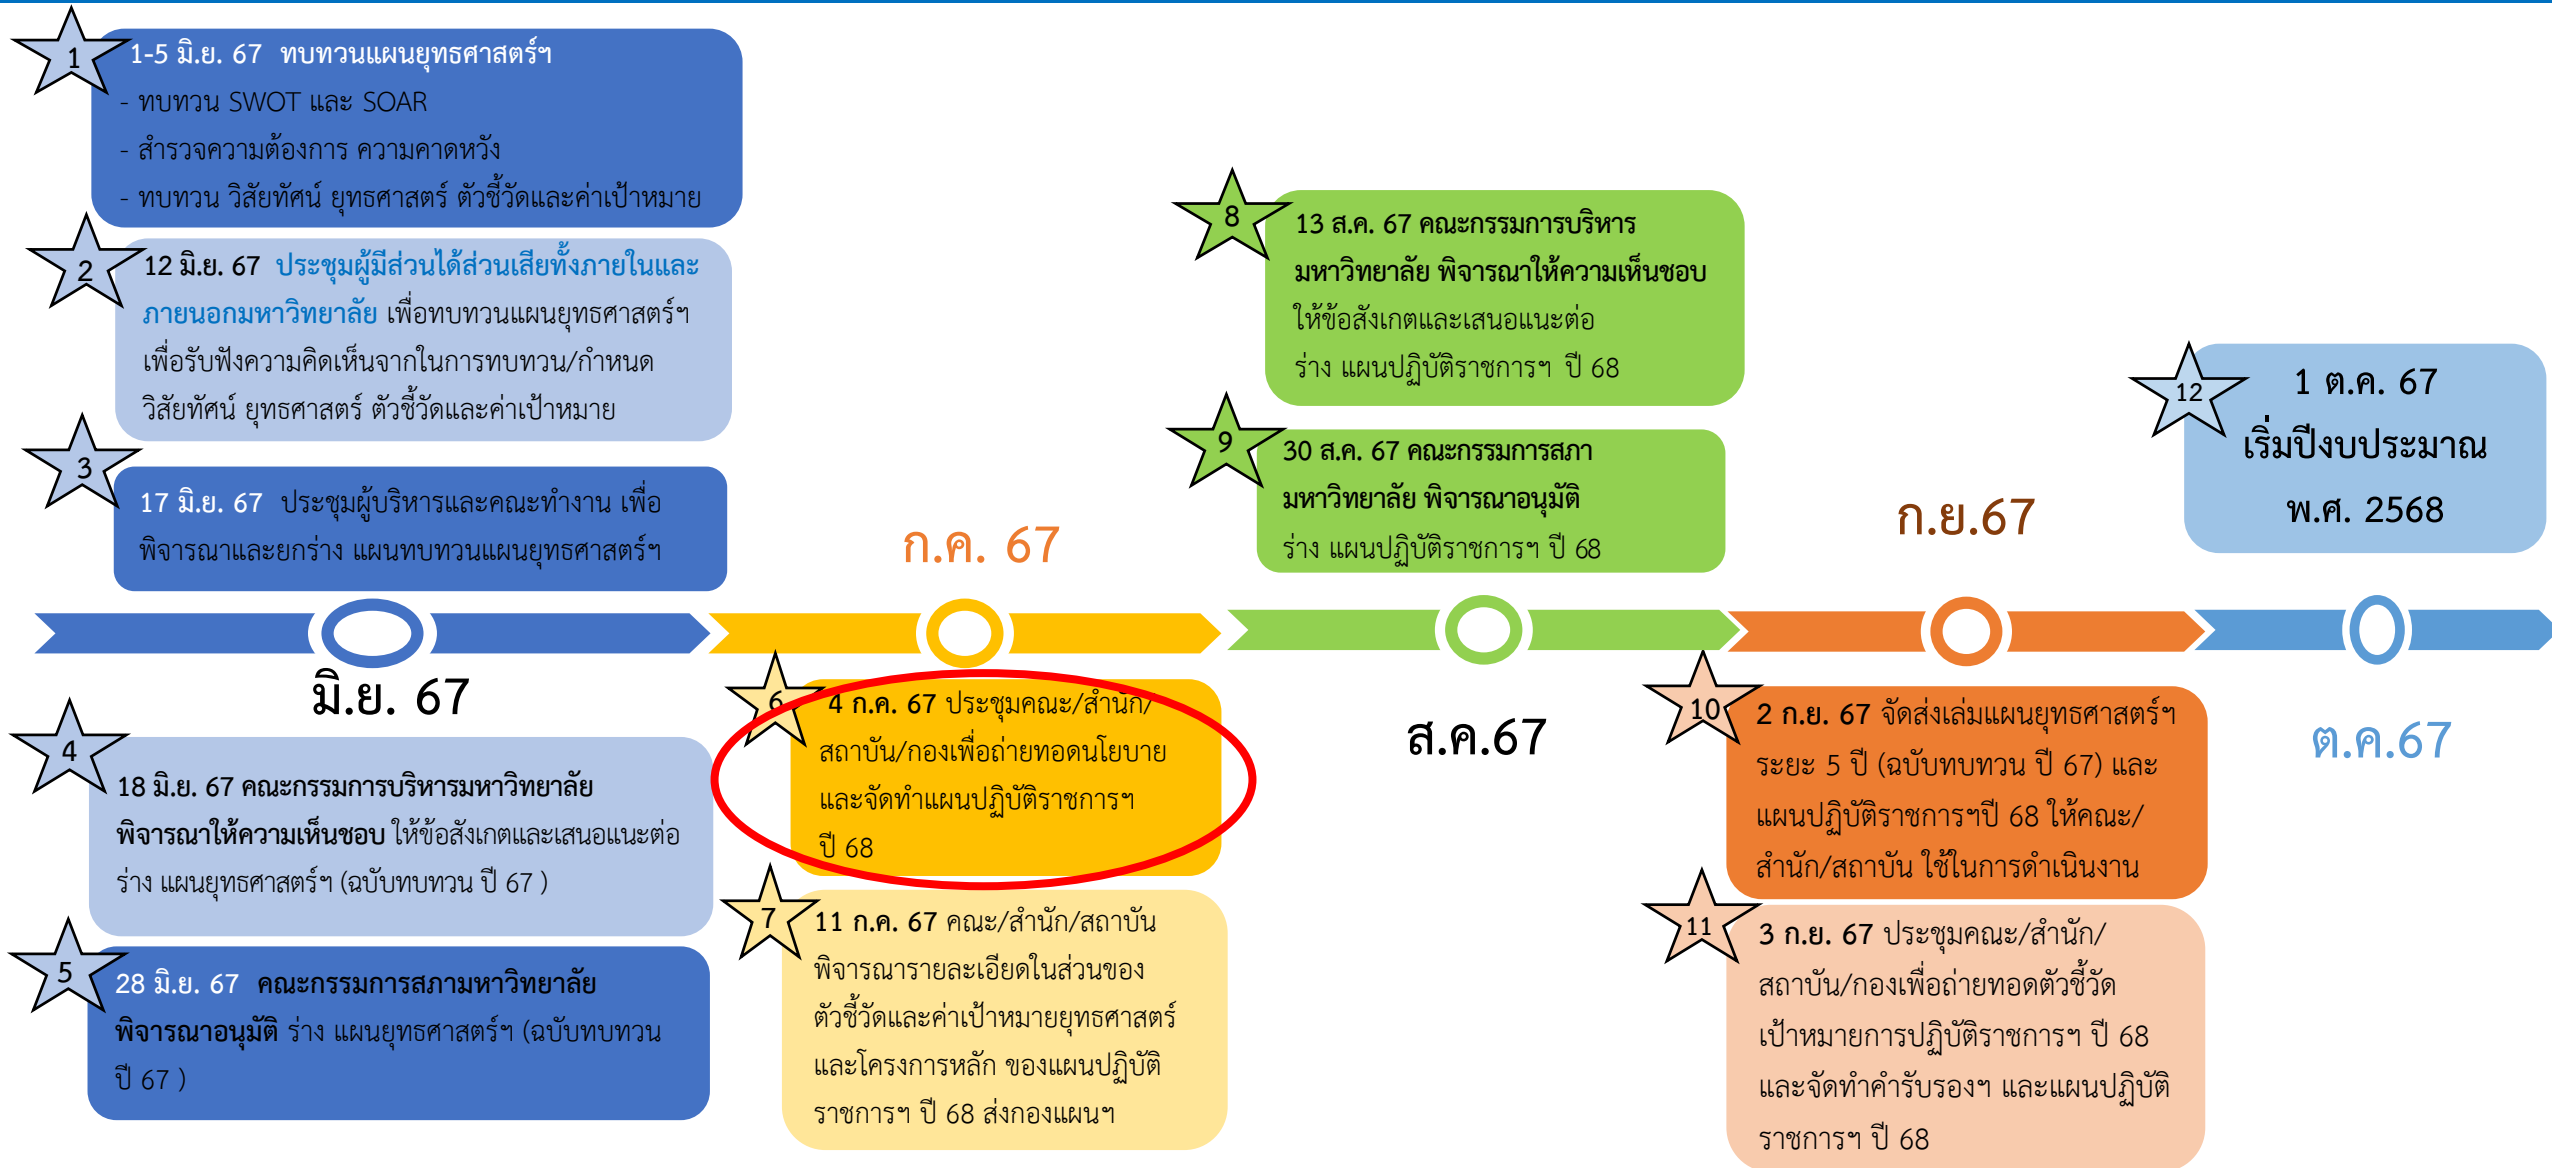 1
1-5 มิ.ย. 67 ทบทวนแผนยุทธศาสตร์ฯ
- ทบทวน SWOT และ SOAR
- สำรวจความต้องการ ความคาดหวัง
- ทบทวน วิสัยทัศน์ ยุทธศาสตร์ ตัวชี้วัดและค่าเป้าหมาย
2
12 มิ.ย. 67 ประชุมผู้มีส่วนได้ส่วนเสียทั้งภายในและ
ภายนอกมหาวิทยาลัย เพื่อทบทวนแผนยุทธศาสตร์ฯ
เพื่อรับฟังความคิดเห็นจากในการทบทวน/กำหนด
วิสัยทัศน์ ยุทธศาสตร์ ตัวชี้วัดและค่าเป้าหมาย
3
17 มิ.ย. 67 ประชุมผู้บริหารและคณะทำงาน เพื่อ
พิจารณาและยกร่าง แผนทบทวนแผนยุทธศาสตร์ฯ
มิ.ย. 67
4
18 มิ.ย. 67 คณะกรรมการบริหารมหาวิทยาลัย
พิจารณาให้ความเห็นชอบ ให้ข้อสังเกตและเสนอแนะต่อ
ร่าง แผนยุทธศาสตร์ฯ (ฉบับทบทวน ปี 67 )
5
28 มิ.ย. 67 คณะกรรมการสภามหาวิทยาลัย
พิจารณาอนุมัติ ร่าง แผนยุทธศาสตร์ฯ (ฉบับทบทวน
ปี 67 )
ก.ค. 67
6
4 ก.ค. 67 ประชุมคณะ/สำนัก/
สถาบัน/กองเพื่อถ่ายทอดนโยบาย
และจัดทำแผนปฏิบัติราชการฯ
ปี 68
7
11 ก.ค. 67 คณะ/สำนัก/สถาบัน
พิจารณารายละเอียดในส่วนของ
ตัวชี้วัดและค่าเป้าหมายยุทธศาสตร์
และโครงการหลัก ของแผนปฏิบัติ
ราชการฯ ปี 68 ส่งกองแผนฯ
8
13 ส.ค. 67 คณะกรรมการบริหาร
มหาวิทยาลัย พิจารณาให้ความเห็นชอบ
ให้ข้อสังเกตและเสนอแนะต่อ
ร่าง แผนปฏิบัติราชการฯ ปี 68
9
30 ส.ค. 67 คณะกรรมการสภา
มหาวิทยาลัย พิจารณาอนุมัติ
ร่าง แผนปฏิบัติราชการฯ ปี 68
ส.ค.67
ก.ย.67
10
2 ก.ย. 67 จัดส่งเล่มแผนยุทธศาสตร์ฯ
ระยะ 5 ปี (ฉบับทบทวน ปี 67) และ
แผนปฏิบัติราชการฯปี 68 ให้คณะ/
สำนัก/สถาบัน ใช้ในการดำเนินงาน
11
3 ก.ย. 67 ประชุมคณะ/สำนัก/
สถาบัน/กองเพื่อถ่ายทอดตัวชี้วัด
เป้าหมายการปฏิบัติราชการฯ ปี 68
และจัดทำคำรับรองฯ และแผนปฏิบัติ
ราชการฯ ปี 68
12
1 ต.ค. 67
เริ่มปีงบประมาณ
พ.ศ. 2568
ต.ค.67